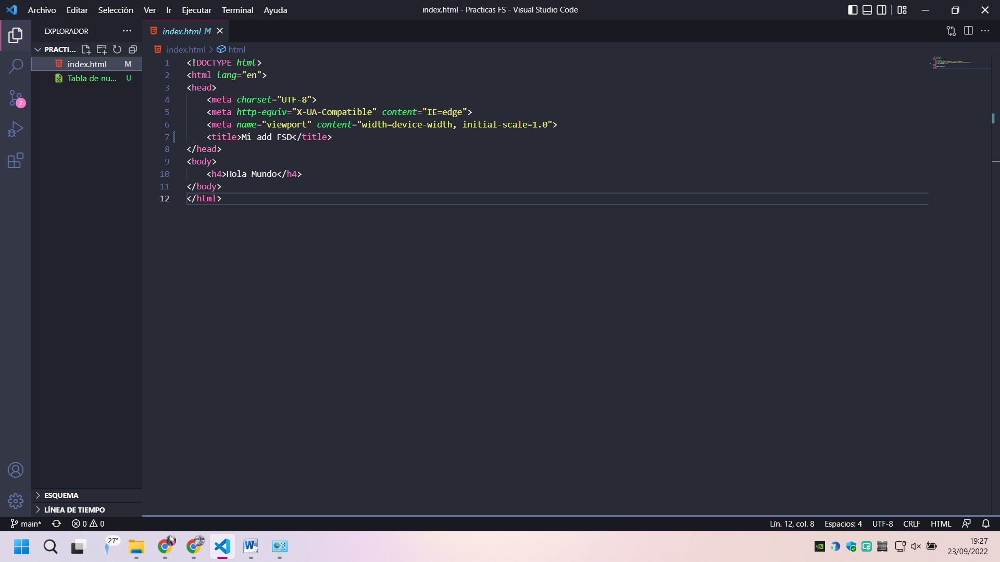 Archivo Editar Selección Ver Ir Ejecutar Terminal Ayuda
index.html - Practicas FS - Visual Studio Code
EXPLORADOR
index.html M
PRACTI...
index.html > html
index.html M
Tabla de nu... U
2
1 <!DOCTYPE html>
2 <html lang="en">
3 <head>
4 <meta charset="UTF-8">
5 <meta http-equiv="X-UA-Compatible" content="IE=edge">
6 <meta name="viewport" content="width=device-width, initial-scale=1.0">
7 <title>Mi add FSD</title>
8 </head>
9 <body>
10 <h4>Hola Mundo</h4>
11 </body>
12 </html>
ESQUEMA
LÍNEA DE TIEMPO
main* 0 0
Lín. 12, col. 8 Espacios: 4 UTF-8 CRLF HTML
27°
19:27
23/09/2022